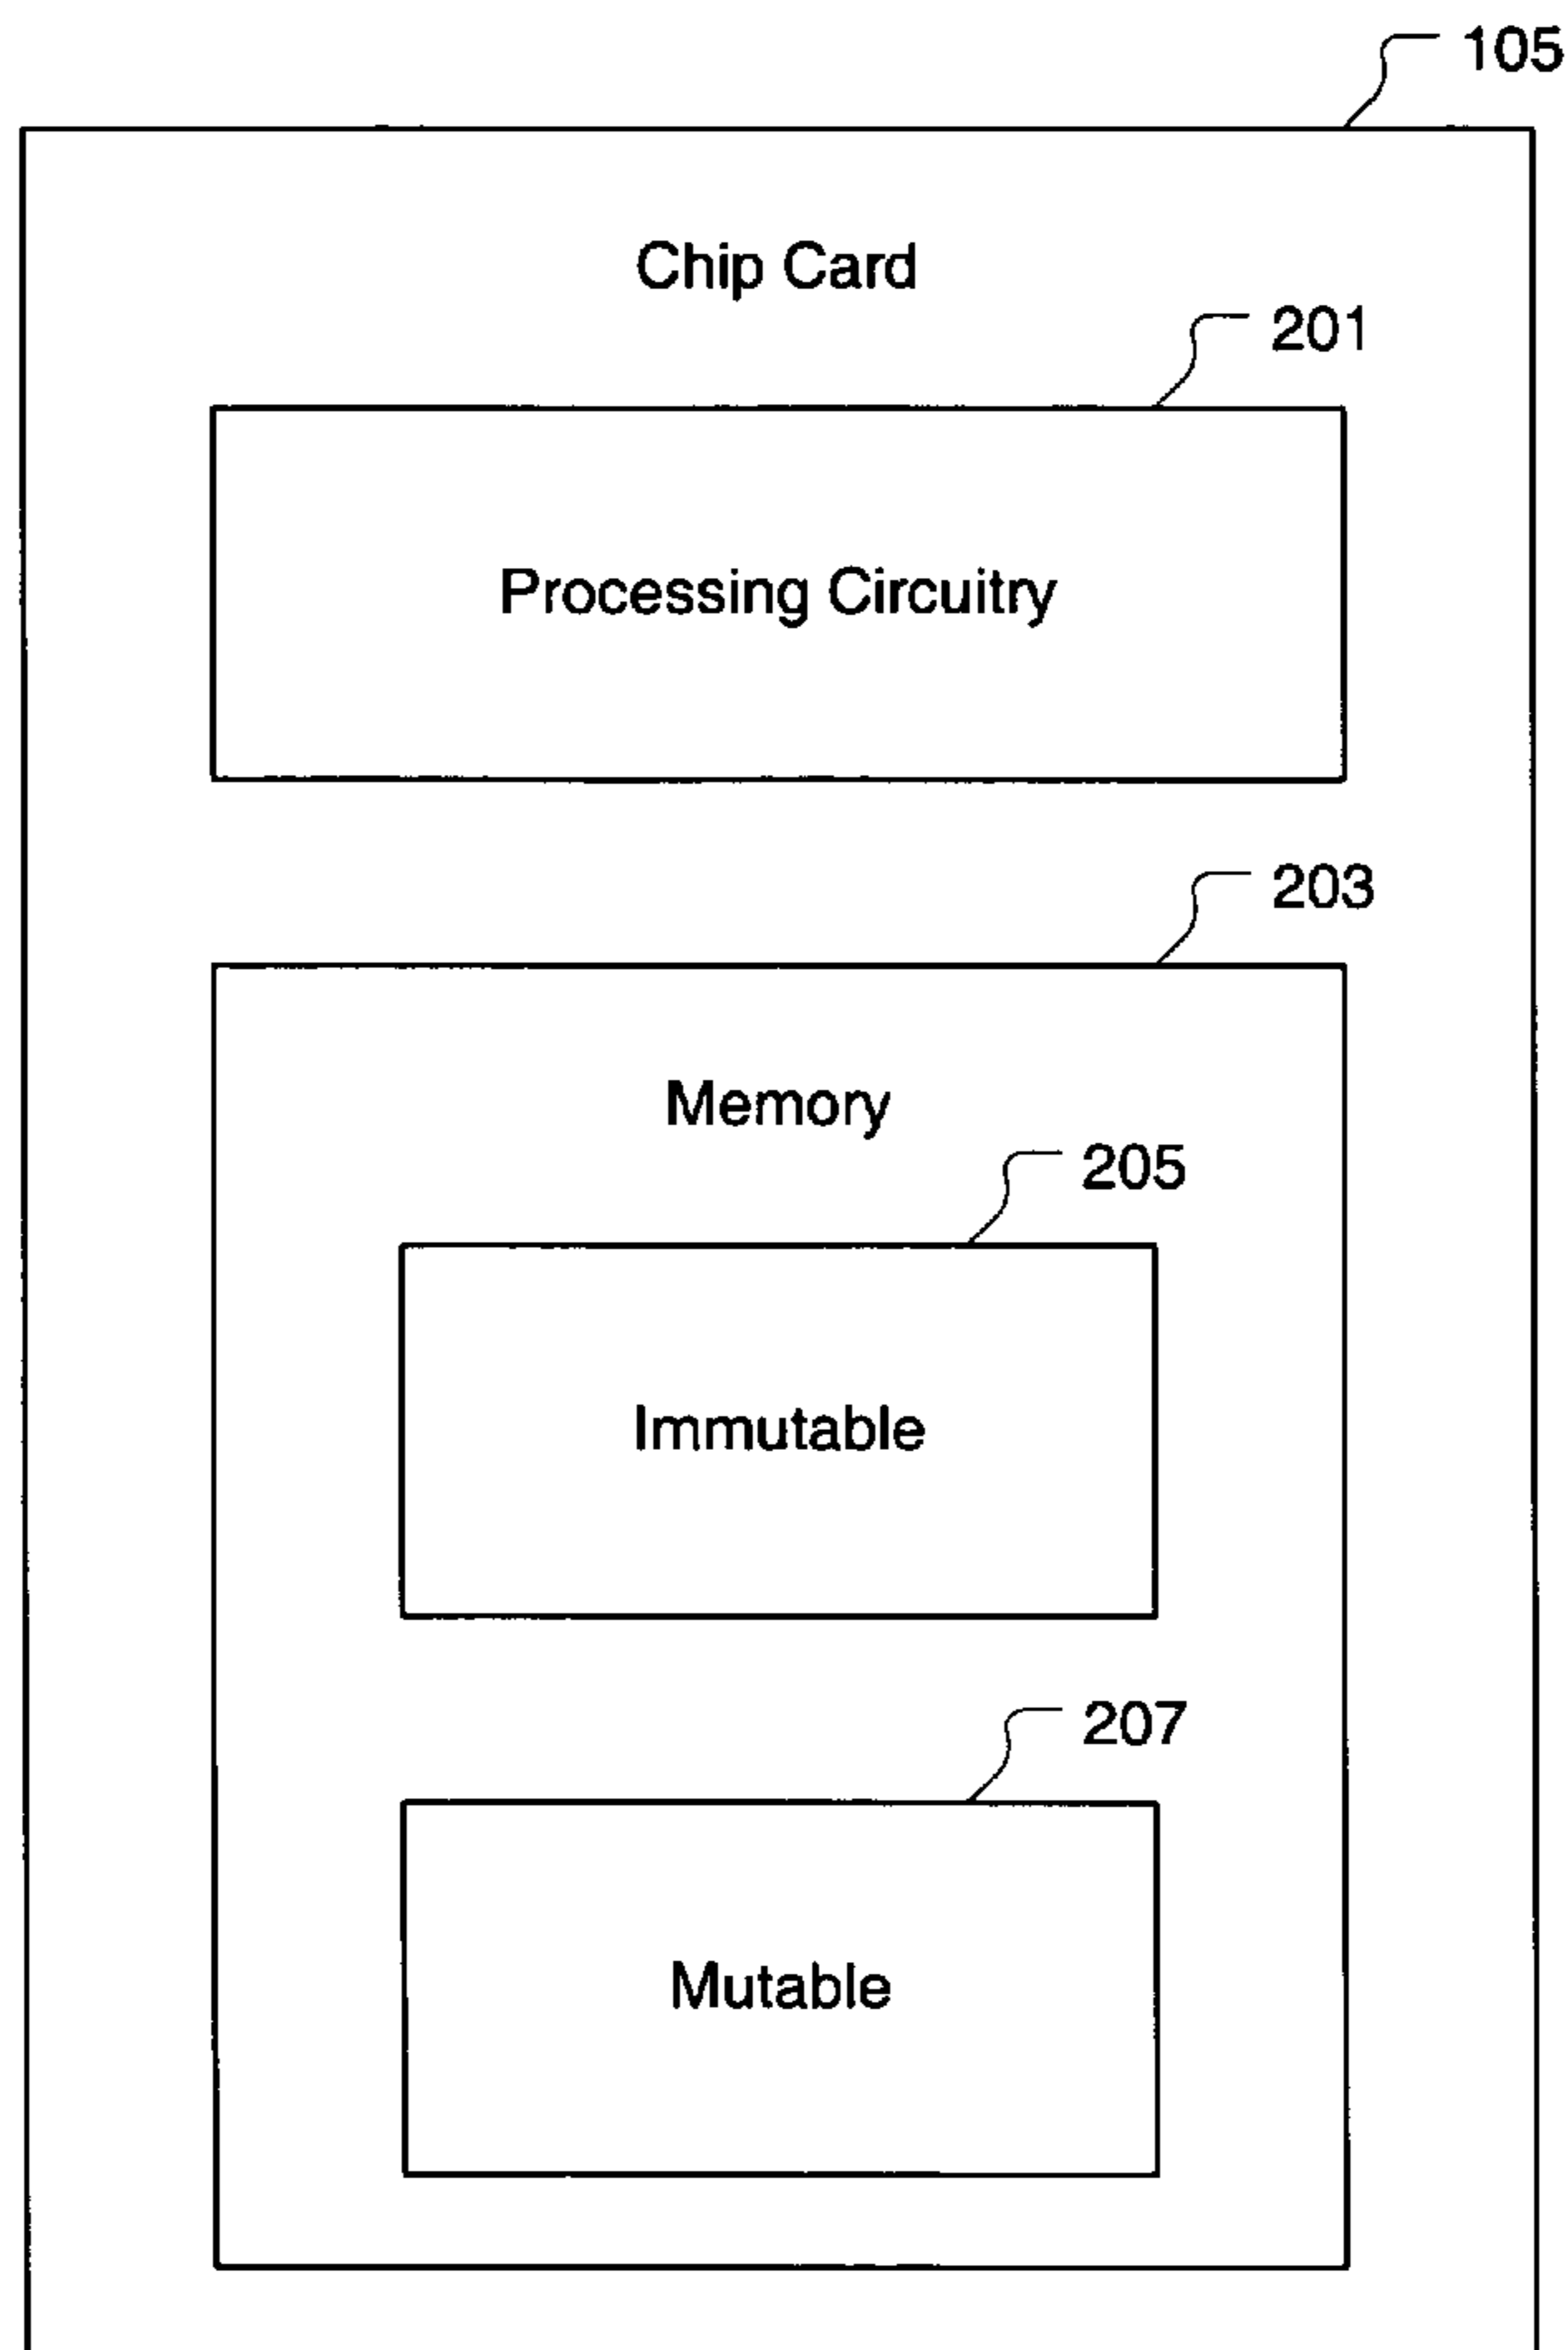 105
Chip Card
201
Processing Circuitry
203
Memory
205
Immutable
207
Mutable